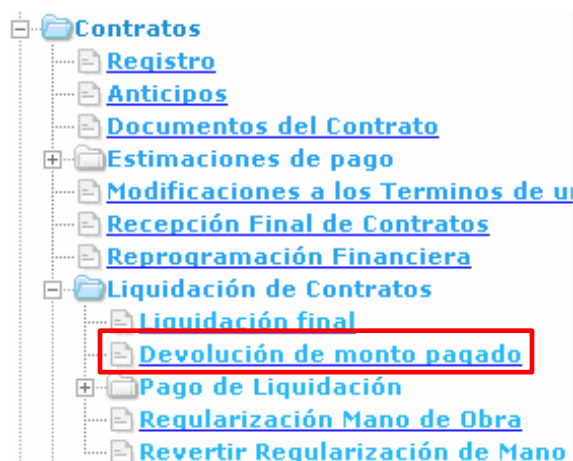 Contratos
Registro
Anticipos
Documentos del Contrato
Estimaciones de pago
Modificaciones a los Terminos de
Recepción Final de Contratos
Reprogramación Financiera
Liquidación de Contratos
Liquidación final
Devolución de monto pagado
Pago de Liquidación
Regularización Mano de Obra
Revertir Regularización de Mano